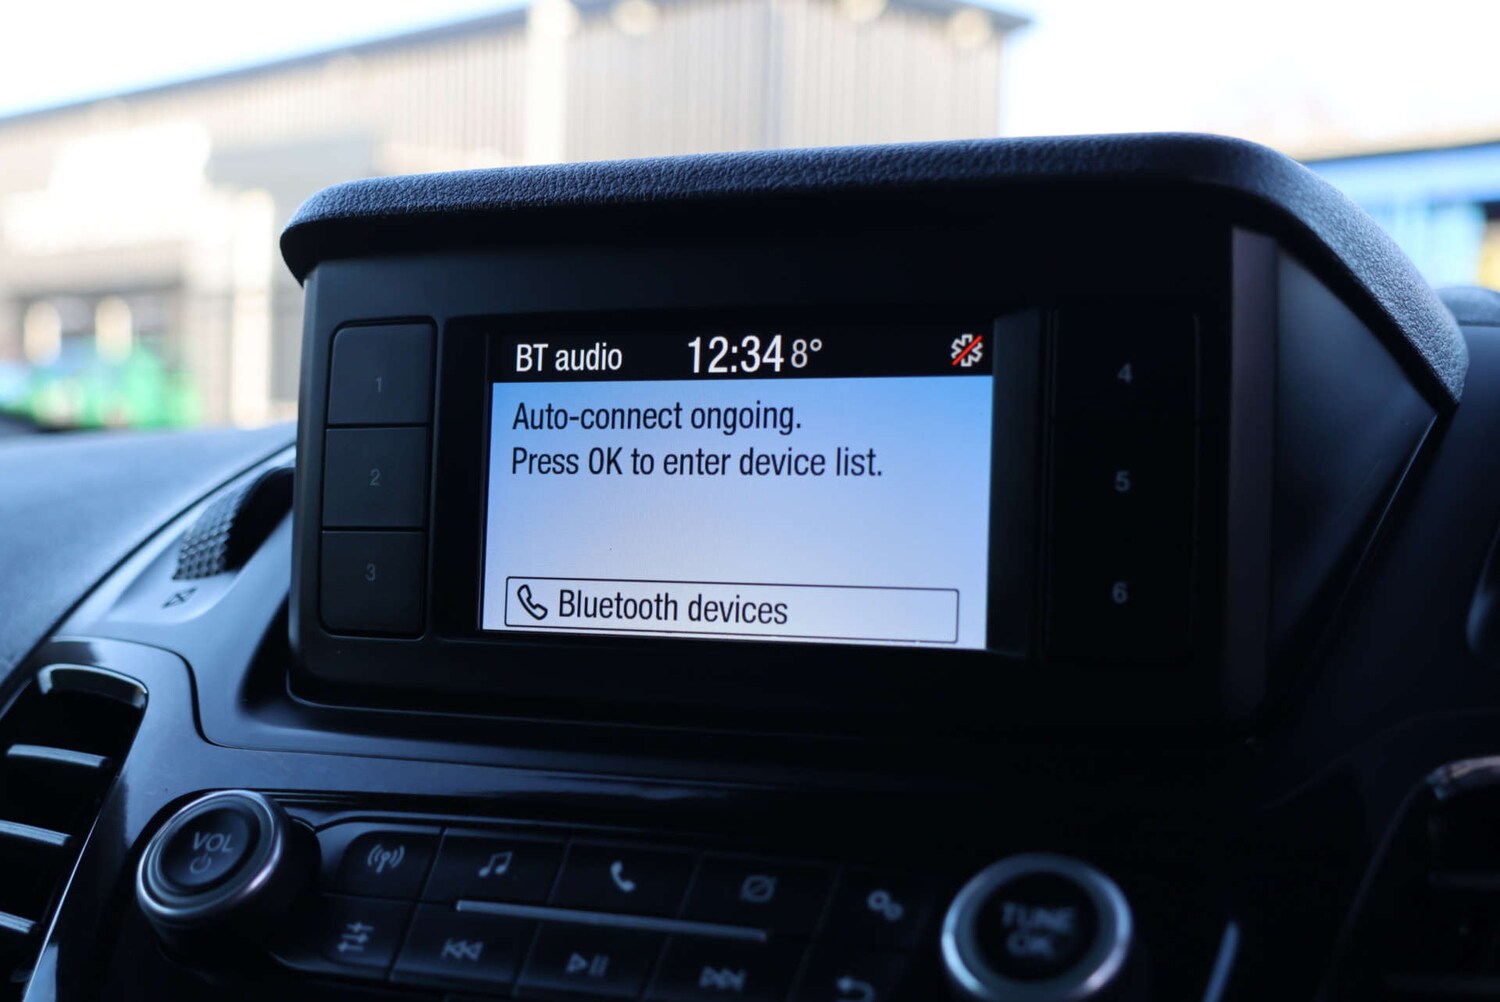 BT audio 12:34 8°
Auto-connect ongoing.
Press OK to enter device list.
Bluetooth devices
1
2
3
4
5
6
VOL
TUNE
OK